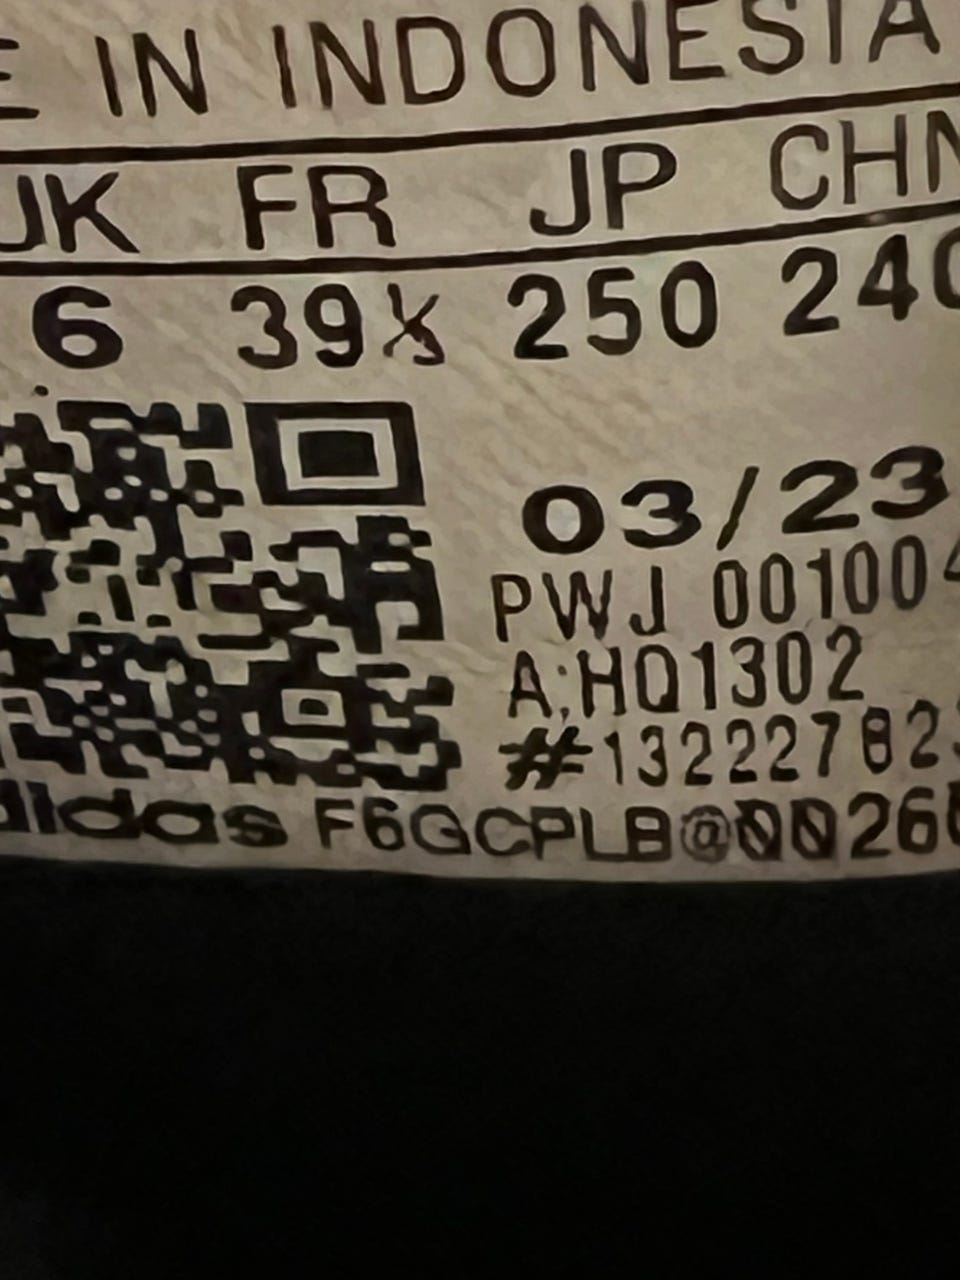 E IN INDONESIA
UK FR JP CHN
6 39⅓ 250 240
03/23
PWJ 001004
A:HQ1302
#13222782
adidas F6GCPLB@00260